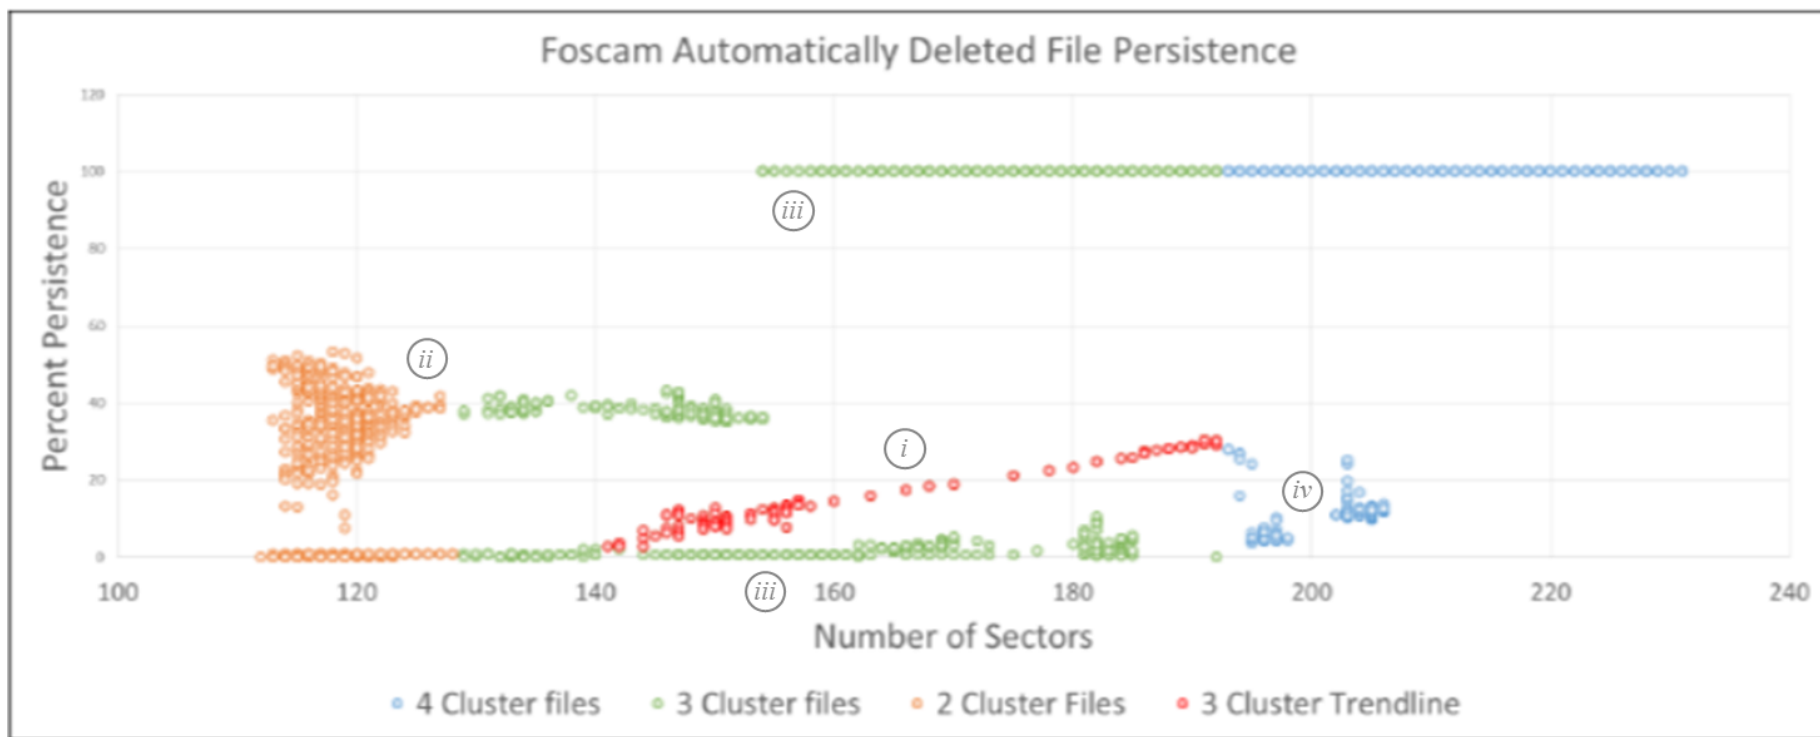 Foscam Automatically Deleted File Persistence
120
100
80
60
40
20
0
Percent Persistence
iii
ii
i
iv
iii
100 120 140 160 180 200 220 240
Number of Sectors
4 Cluster files 3 Cluster files 2 Cluster Files 3 Cluster Trendline